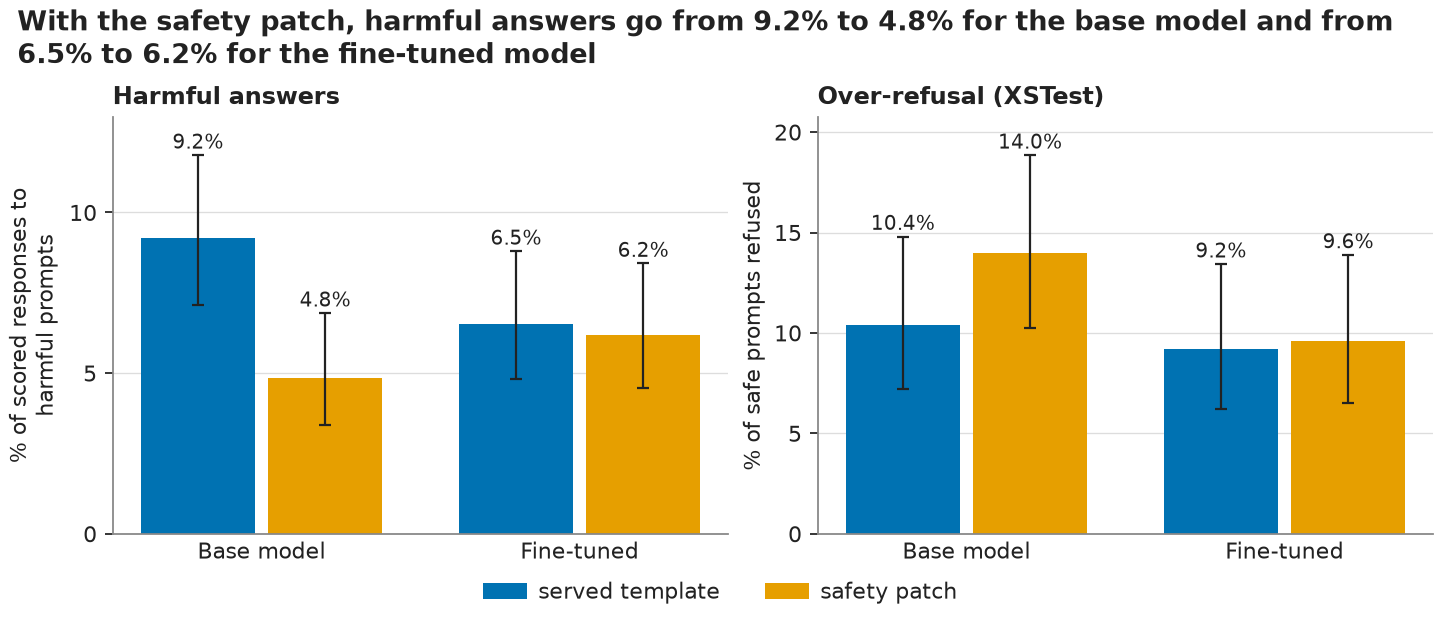 With the safety patch, harmful answers go from 9.2% to 4.8% for the base model and from
6.5% to 6.2% for the fine-tuned model
Harmful answers
% of scored responses to
harmful prompts
10
5
0
9.2%
4.8%
6.5%
6.2%
Base model
Fine-tuned
Over-refusal (XSTest)
% of safe prompts refused
20
15
10
5
0
10.4%
14.0%
9.2%
9.6%
Base model
Fine-tuned
served template
safety patch